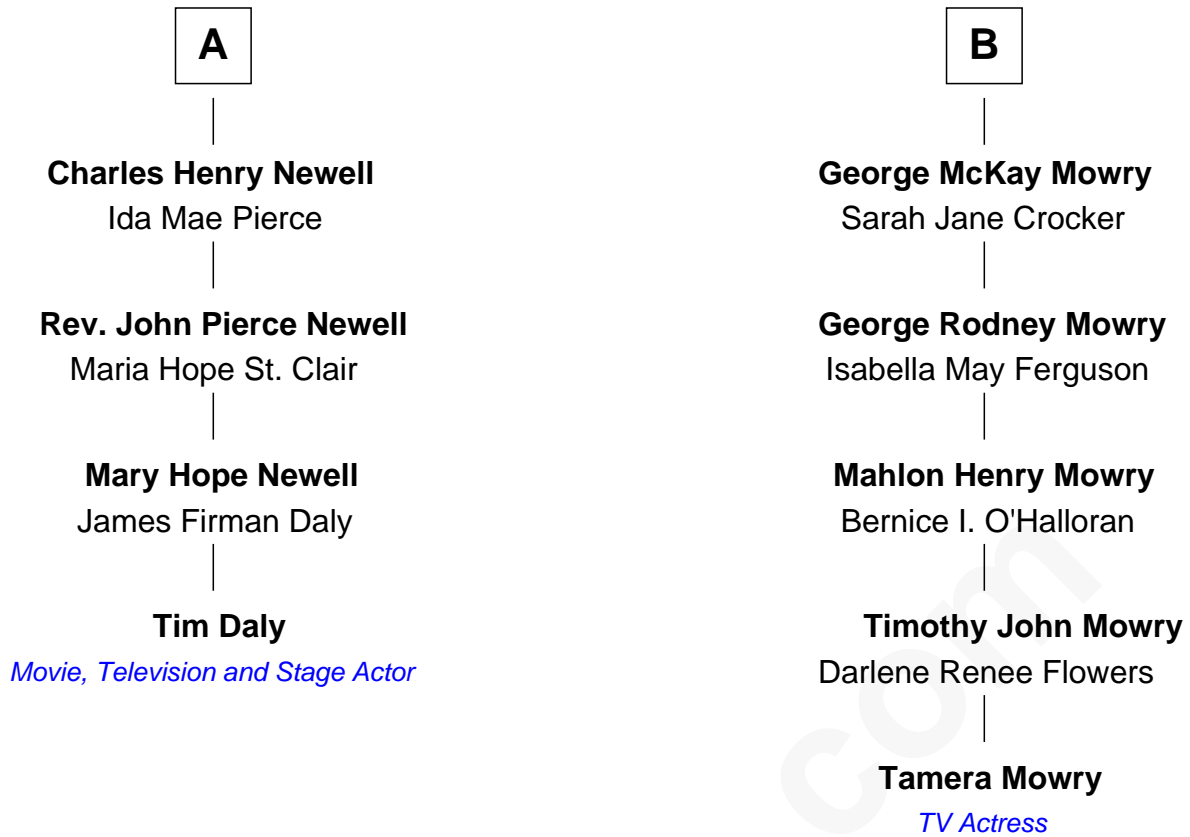 A
Charles Henry Newell
Ida Mae Pierce
Rev. John Pierce Newell
Maria Hope St. Clair
Mary Hope Newell
James Firman Daly
Tim Daly
Movie, Television and Stage Actor
B
George McKay Mowry
Sarah Jane Crocker
George Rodney Mowry
Isabella May Ferguson
Mahlon Henry Mowry
Bernice I. O'Halloran
Timothy John Mowry
Darlene Renee Flowers
Tamera Mowry
TV Actress
com